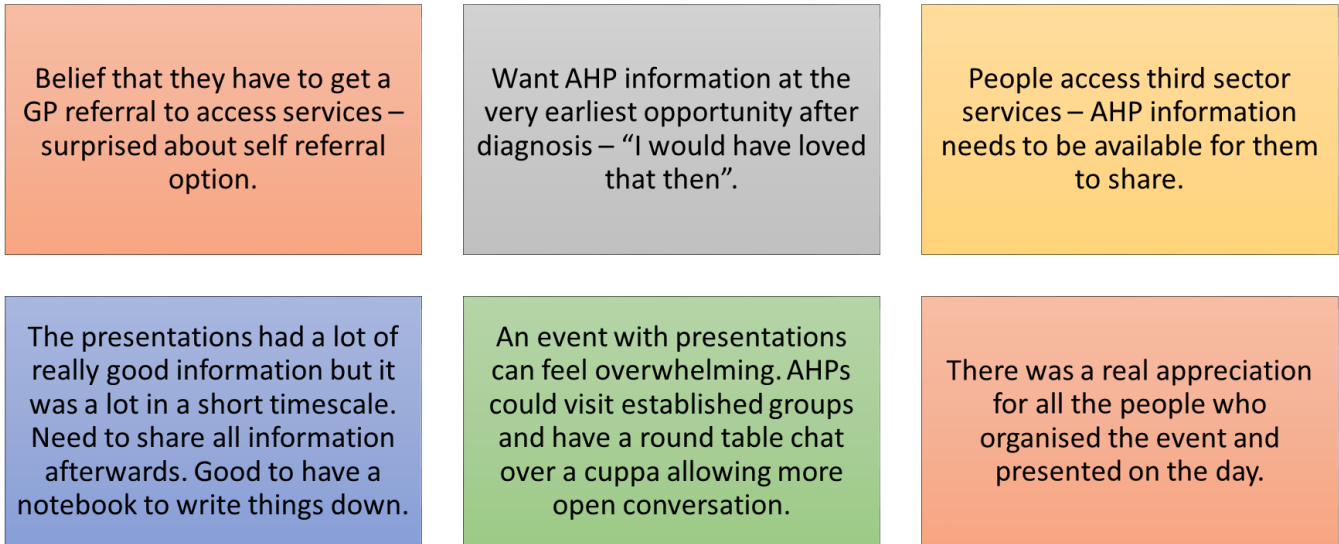 Belief that they have to get a
GP referral to access services –
surprised about self referral
option.
Want AHP information at the
very earliest opportunity after
diagnosis – “I would have loved
that then”.
People access third sector
services – AHP information
needs to be available for them
to share.
The presentations had a lot of
really good information but it
was a lot in a short timescale.
Need to share all information
afterwards. Good to have a
notebook to write things down.
An event with presentations
can feel overwhelming. AHPs
could visit established groups
and have a round table chat
over a cuppa allowing more
open conversation.
There was a real appreciation
for all the people who
organised the event and
presented on the day.